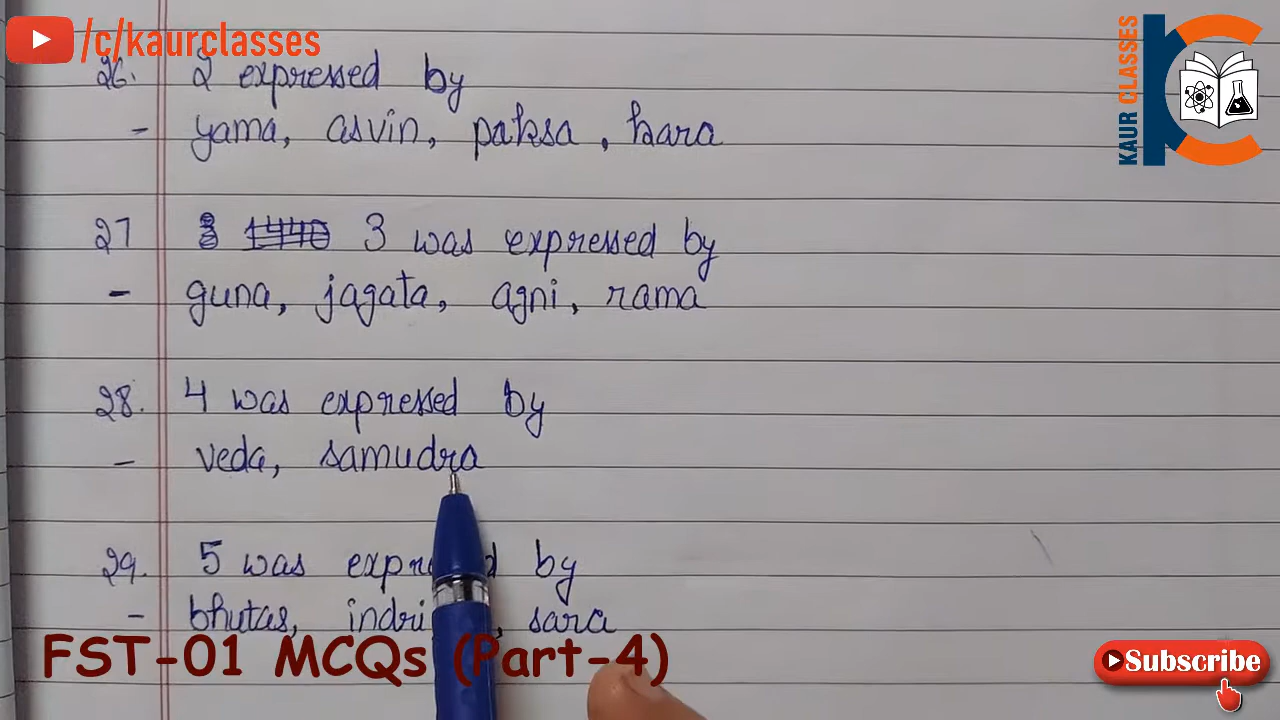 /c/kaurclasses
KAUR CLASSES
26. 2 expressed by
- yama, asvin, paksa, kara
27 3 was expressed by
- guna, jagata, agni, rama
28. 4 was expressed by
- veda, samudra
29. 5 was by
- bhutas, sara
FST-01 MCQs (Part-4)
Subscribe